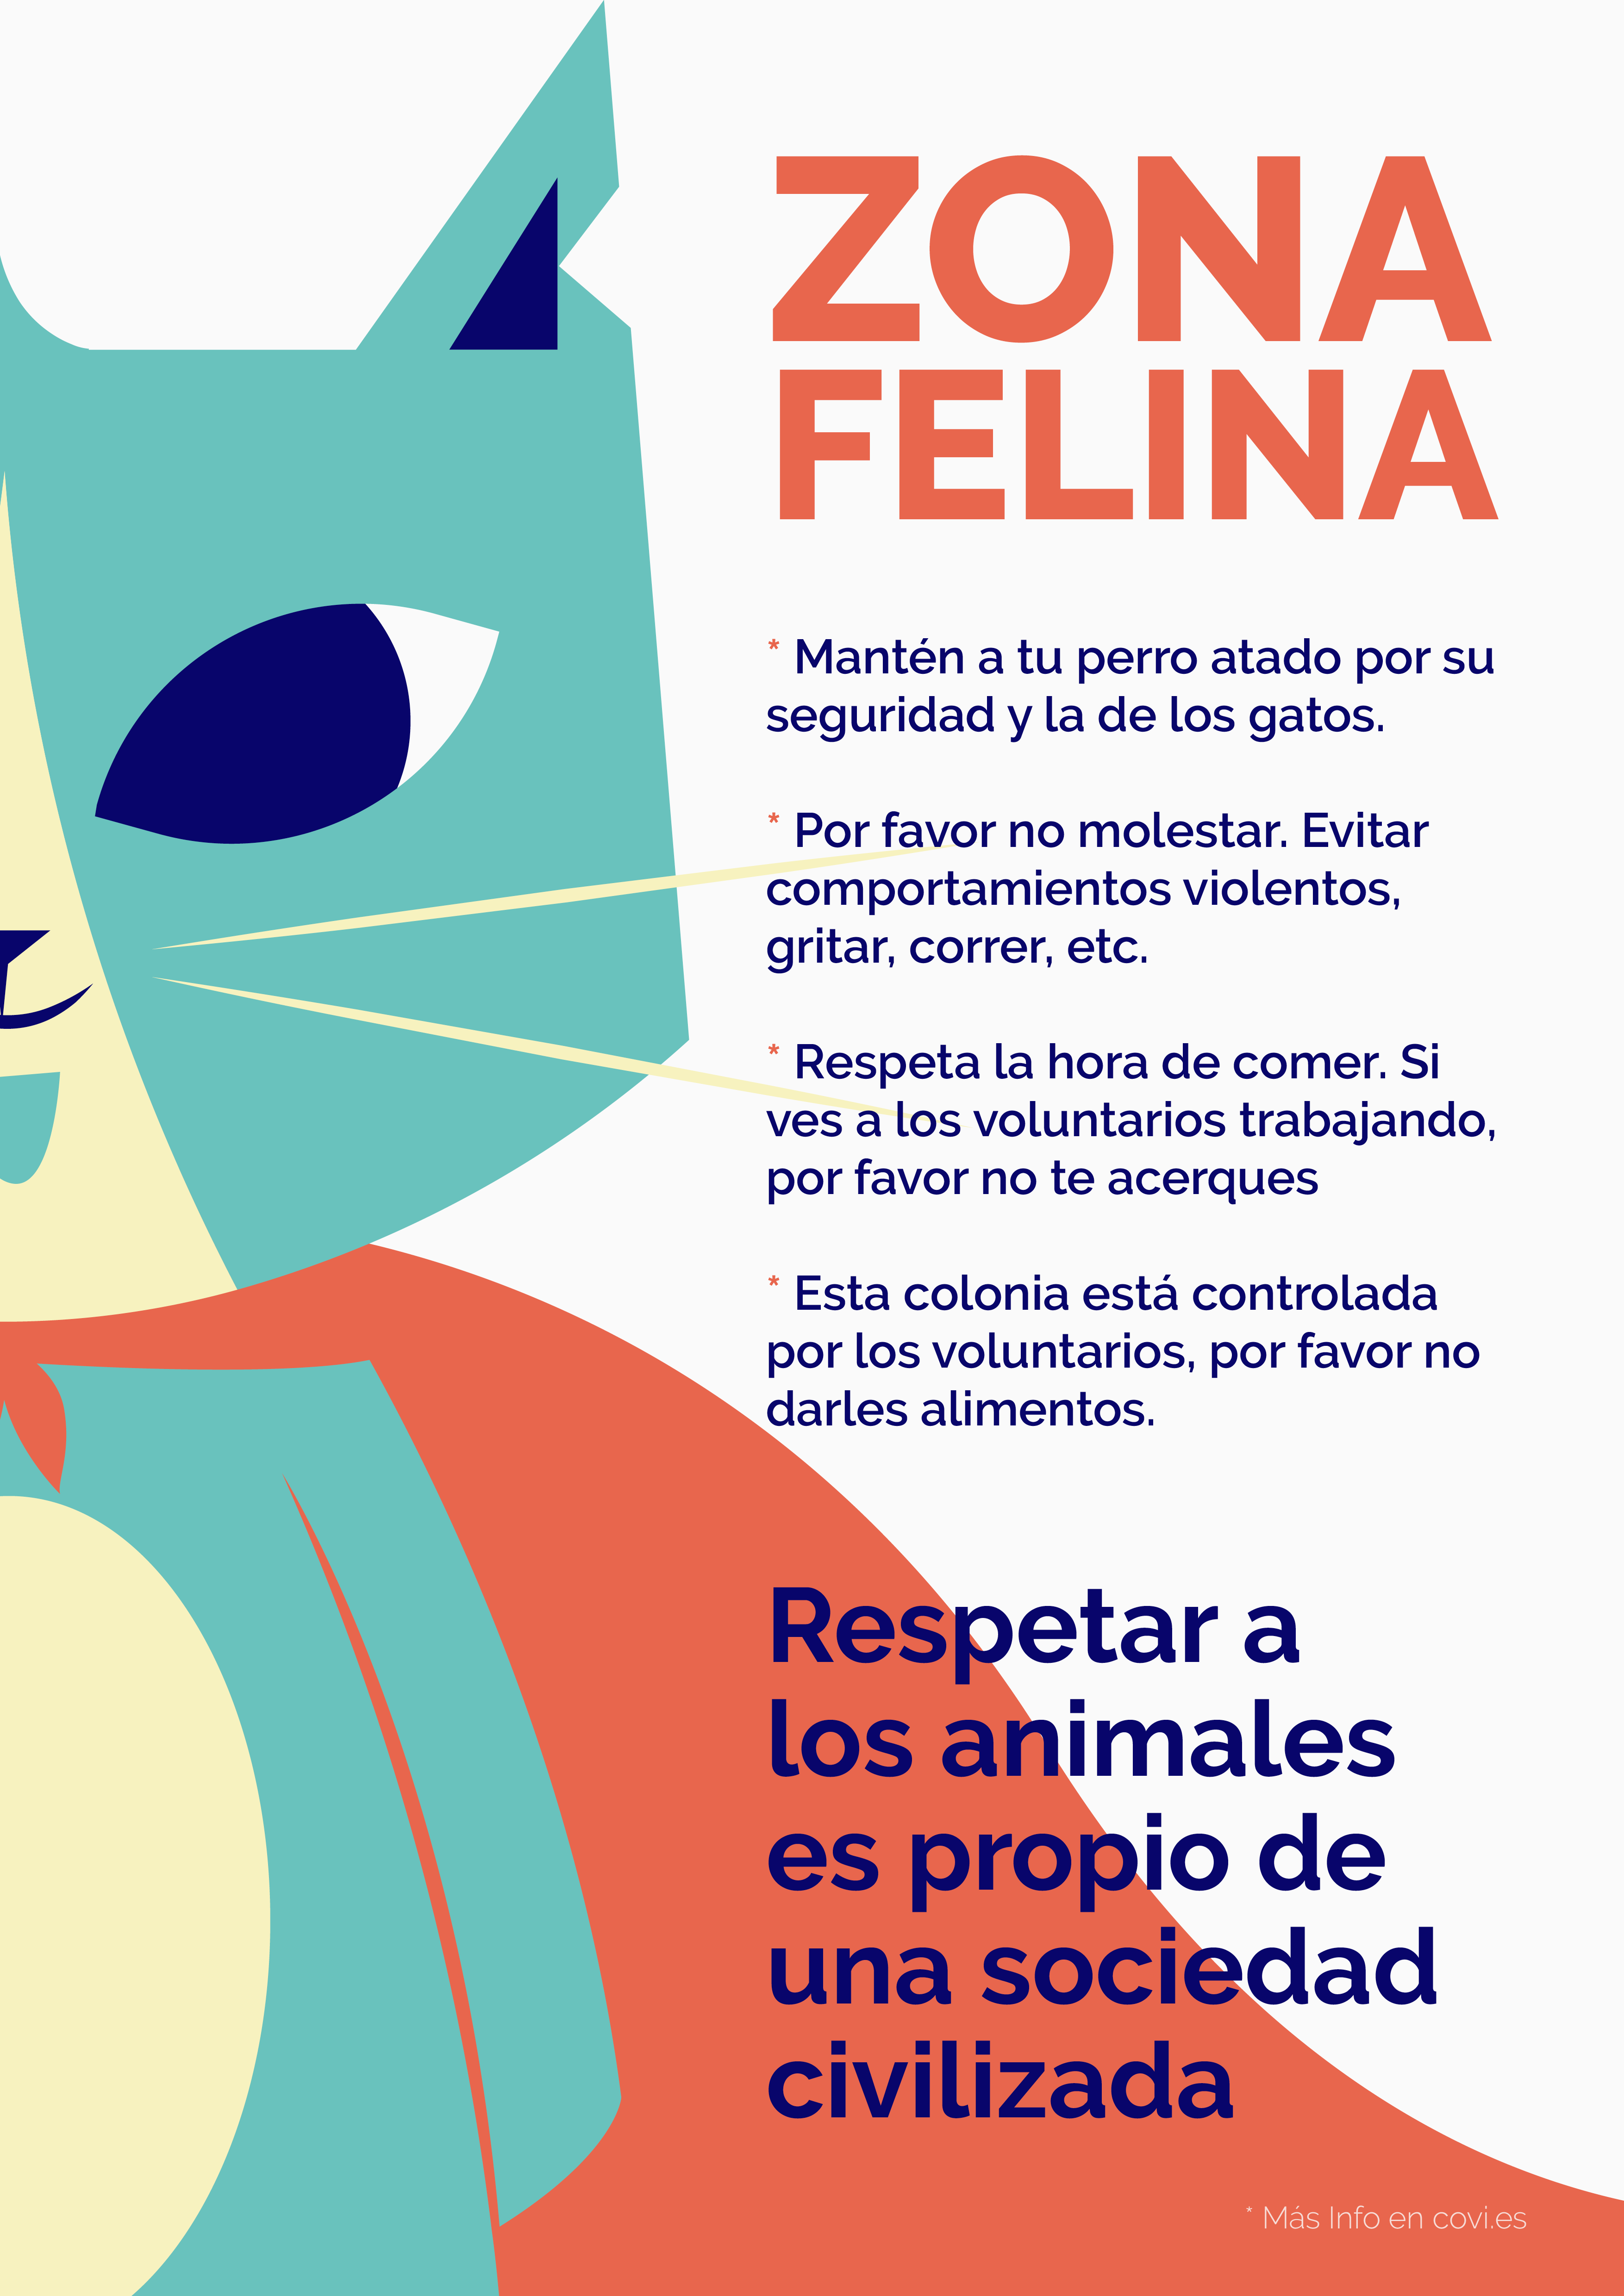 ZONA
FELINA
* Mantén a tu perro atado por su
seguridad y la de los gatos.
* Por favor no molestar. Evitar
comportamientos violentos,
gritar, correr, etc.
* Respeta la hora de comer. Si
ves a los voluntarios trabajando,
por favor no te acerques
* Esta colonia está controlada
por los voluntarios, por favor no
darles alimentos.
Respetar a
los animales
es propio de
una sociedad
civilizada
* Más Info en covi.es